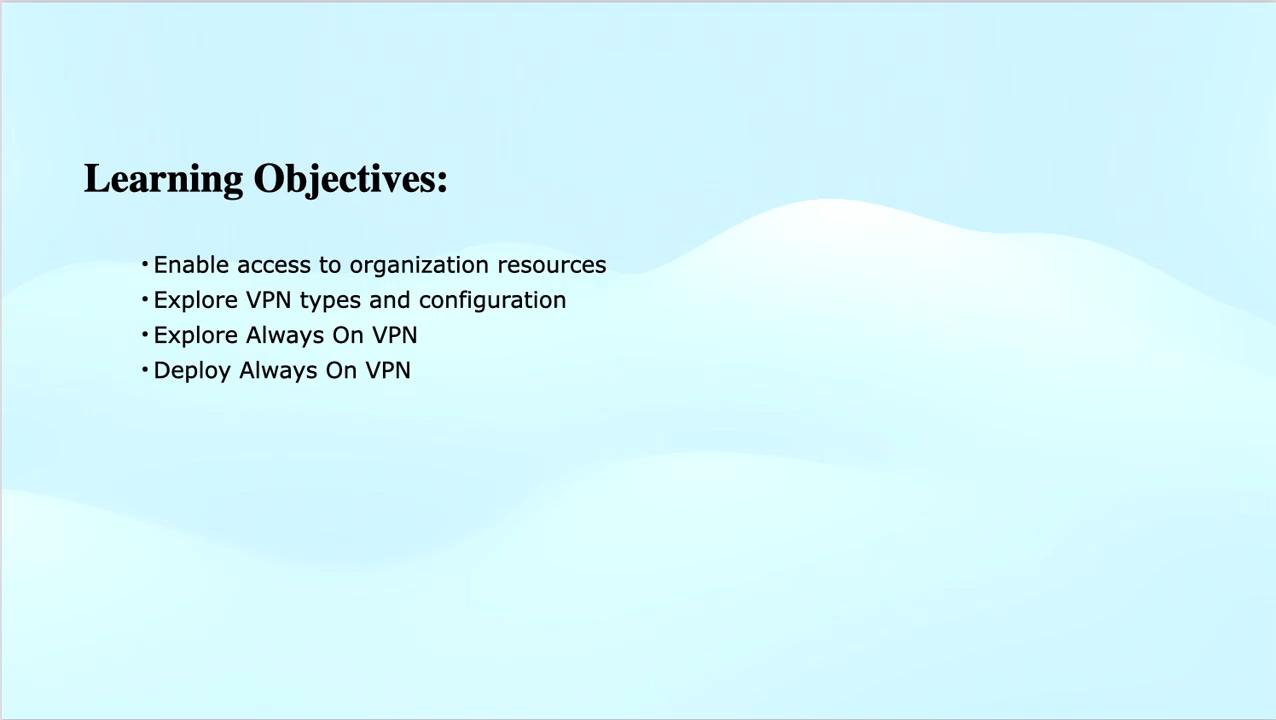 Learning Objectives:
• Enable access to organization resources
• Explore VPN types and configuration
• Explore Always On VPN
• Deploy Always On VPN